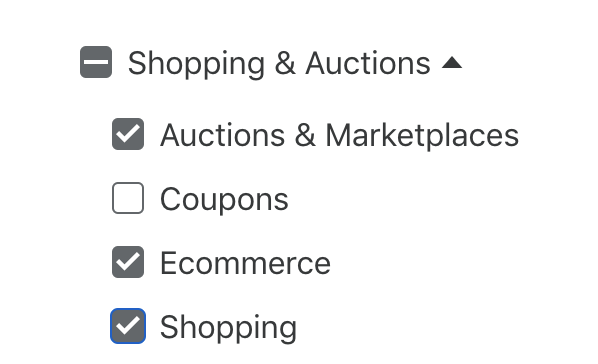 Shopping & Auctions
Auctions & Marketplaces
Coupons
Ecommerce
Shopping